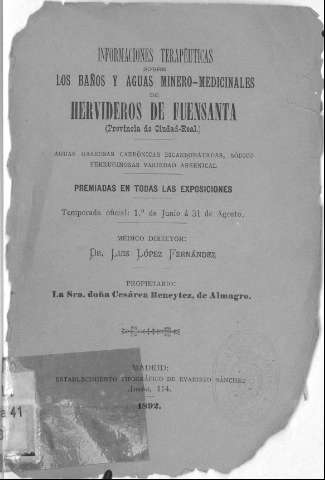 INFORMACIONES TERAPÉUTICAS
SOBRE
LOS BAÑOS Y AGUAS MINERO-MEDICINALES
DE
HERVIDEROS DE FUENSANTA
(Provincia de Ciudad-Real.)
AGUAS GASEOSAS CARBÓNICAS BICARBONATADAS, SÓDICO
FERRUGINOSAS VARIEDAD ARSENICAL
PREMIADAS EN TODAS LAS EXPOSICIONES
Temporada oficial: 1.º de Junio á 31 de Agosto.
MÉDICO DIRECTOR:
DR. LUIS LÓPEZ FERNÁNDEZ
PROPIETARIO:
La Sra. doña Cesárea Beneytez, de Almagro.
MADRID:
ESTABLECIMIENTO TIPOGRÁFICO DE EVARISTO SÁNCHEZ
114.
1892.
a 41